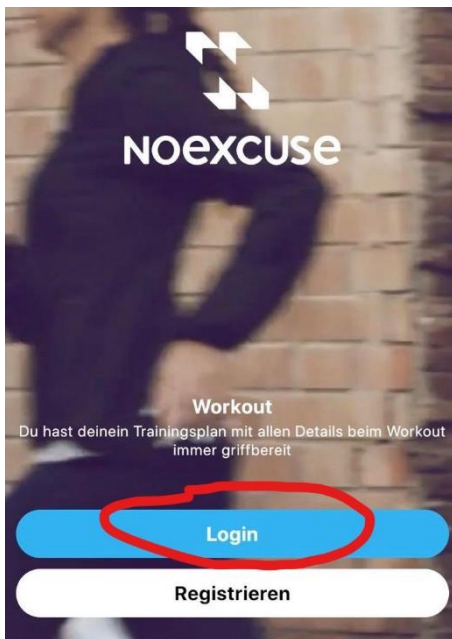 NOEXCUSE
Workout
Du hast deinein Trainingsplan mit allen Details beim Workout
immer griffbereit
Login
Registrieren